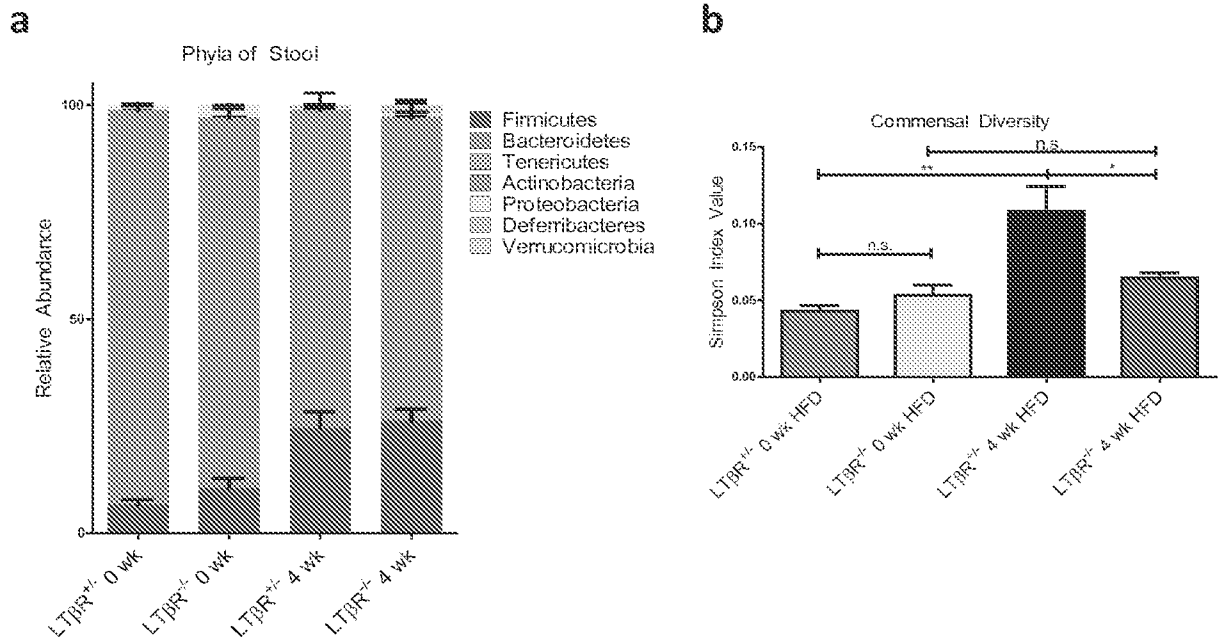 a
Phyla of Stool
100
50
0
Relative Abundance
Firmicutes
Bacteroidetes
Tenericutes
Actinobacteria
Proteobacteria
Deferribacteres
Verrucomicrobia
LTβR+/- 0 wk
LTβR-/- 0 wk
LTβR+/- 4 wk
LTβR-/- 4 wk
b
Commensal Diversity
n.s.
**
*
n.s.
0.15
0.10
0.05
0.00
Simpson Index Value
LTβR+/- 0 wk HFD
LTβR-/- 0 wk HFD
LTβR+/- 4 wk HFD
LTβR-/- 4 wk HFD